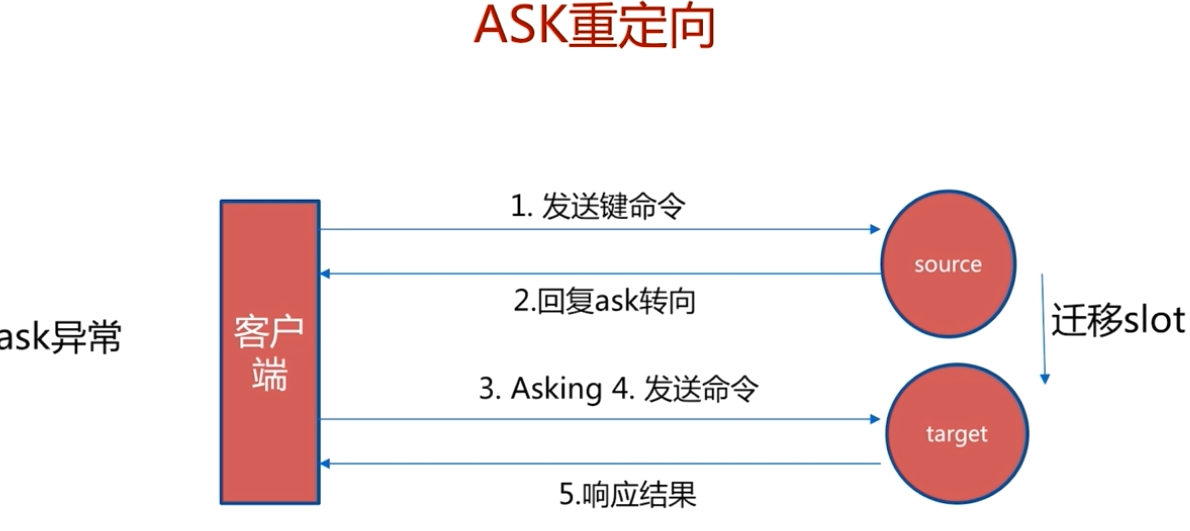 ASK重定向
1. 发送键命令
source
2.回复ask转向
ask异常
客户
端
迁移slot
3. Asking 4. 发送命令
target
5.响应结果